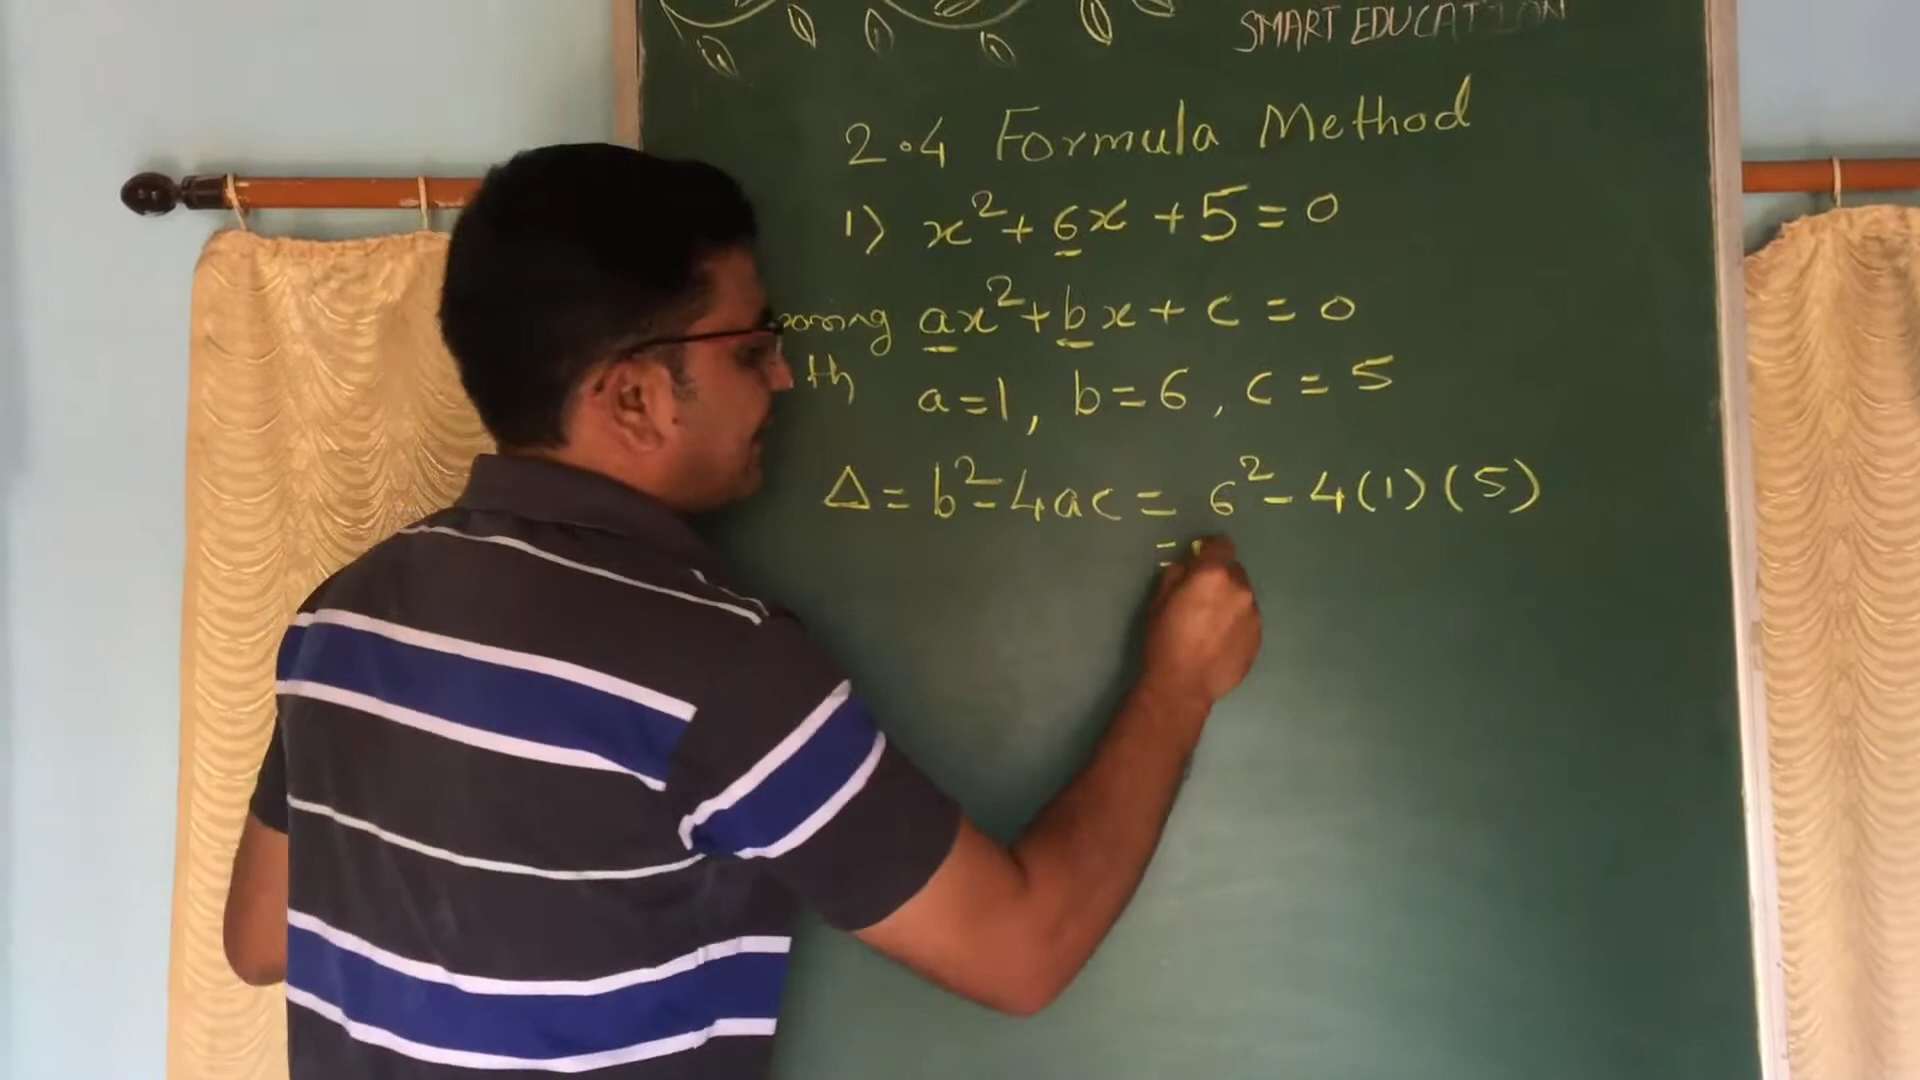 SMART EDUCATION
2.4 Formula Method
1) x²+6x+5=0
ax²+bx+c=0
a=1, b=6, c=5
Δ=b²-4ac=6²-4(1)(5)
=